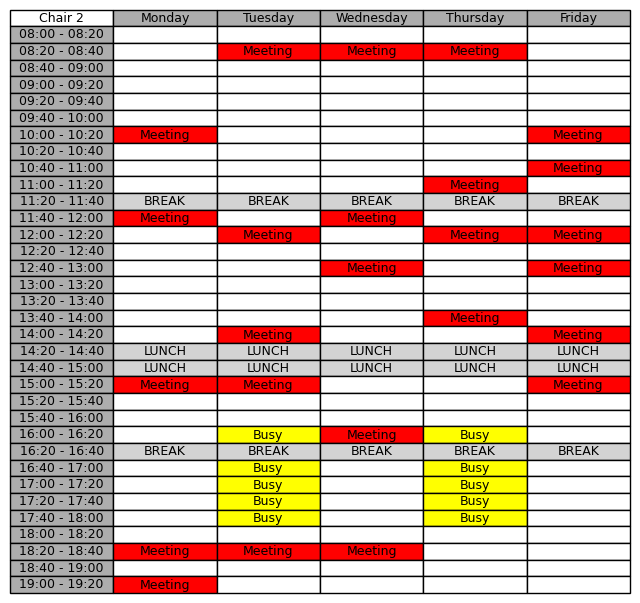 Chair 2 Monday Tuesday Wednesday Thursday Friday
08:00 - 08:20
08:20 - 08:40 Meeting Meeting Meeting
08:40 - 09:00
09:00 - 09:20
09:20 - 09:40
09:40 - 10:00
10:00 - 10:20 Meeting Meeting
10:20 - 10:40
10:40 - 11:00 Meeting
11:00 - 11:20 Meeting
11:20 - 11:40 BREAK BREAK BREAK BREAK BREAK
11:40 - 12:00 Meeting Meeting
12:00 - 12:20 Meeting Meeting Meeting
12:20 - 12:40
12:40 - 13:00 Meeting Meeting
13:00 - 13:20
13:20 - 13:40
13:40 - 14:00 Meeting
14:00 - 14:20 Meeting Meeting
14:20 - 14:40 LUNCH LUNCH LUNCH LUNCH LUNCH
14:40 - 15:00 LUNCH LUNCH LUNCH LUNCH LUNCH
15:00 - 15:20 Meeting Meeting Meeting
15:20 - 15:40
15:40 - 16:00
16:00 - 16:20 Busy Meeting Busy
16:20 - 16:40 BREAK BREAK BREAK BREAK BREAK
16:40 - 17:00 Busy Busy
17:00 - 17:20 Busy Busy
17:20 - 17:40 Busy Busy
17:40 - 18:00 Busy Busy
18:00 - 18:20
18:20 - 18:40 Meeting Meeting Meeting
18:40 - 19:00
19:00 - 19:20 Meeting